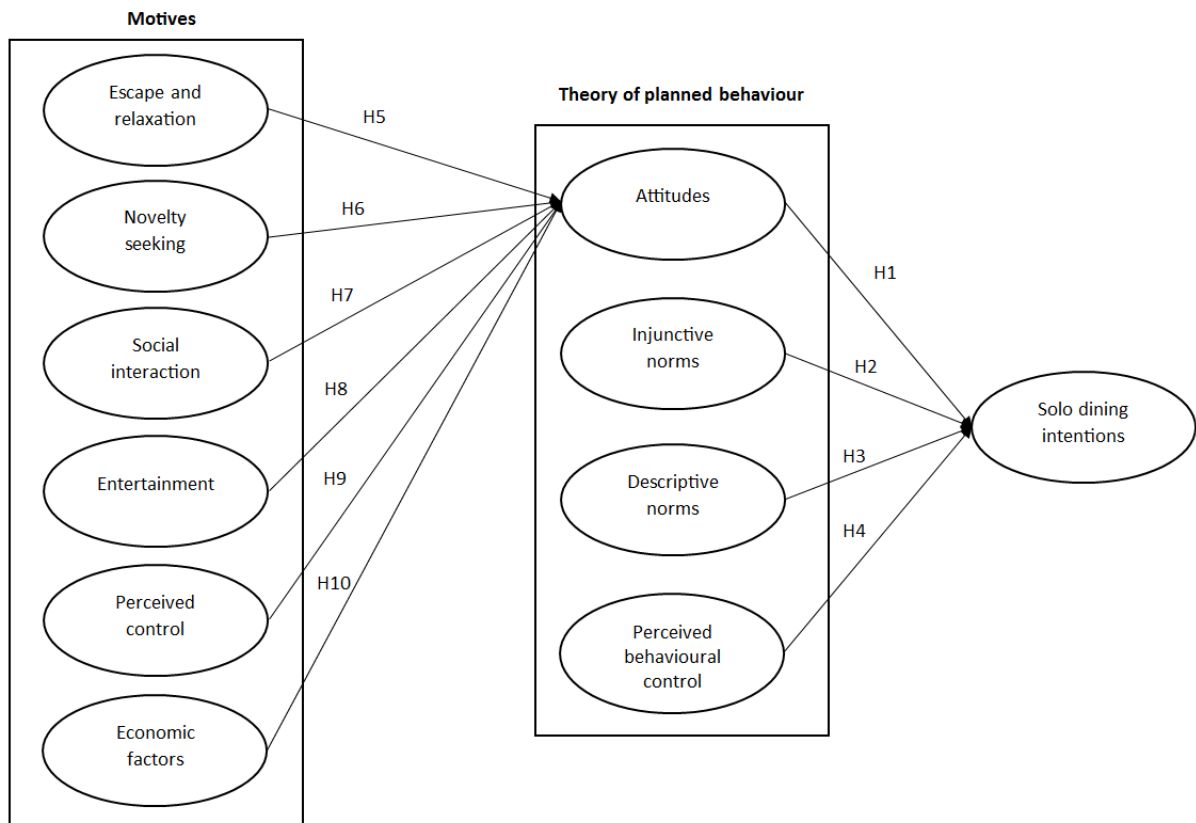 Motives
Escape and
relaxation
Novelty
seeking
Social
interaction
Entertainment
Perceived
control
Economic
factors
H5
H6
H7
H8
H9
H10
Theory of planned behaviour
Attitudes
Injunctive
norms
Descriptive
norms
Perceived
behavioural
control
H1
H2
H3
H4
Solo dining
intentions